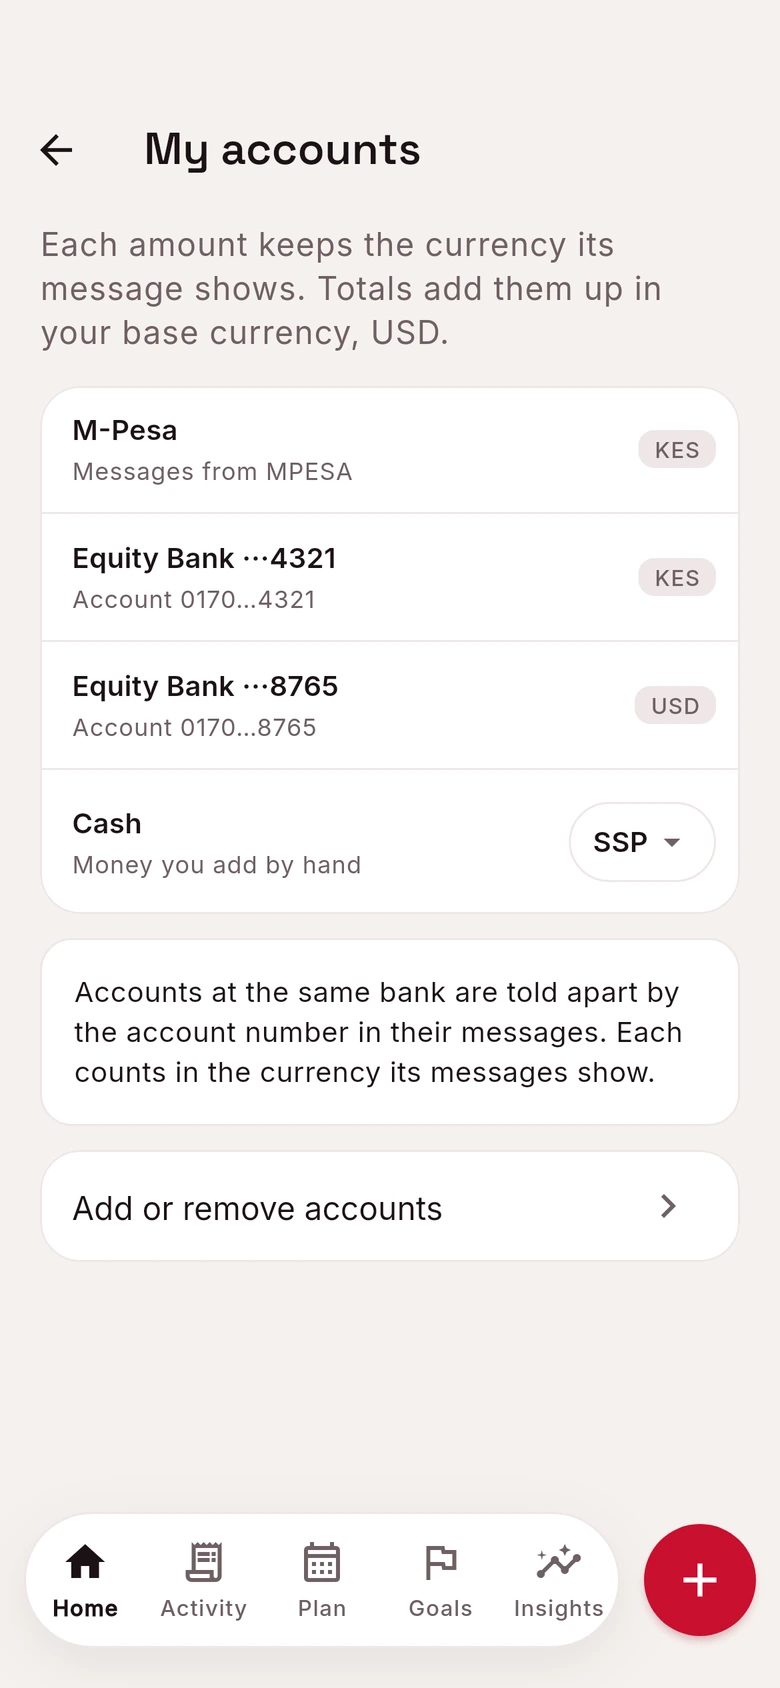 My accounts
Each amount keeps the currency its
message shows. Totals add them up in
your base currency, USD.
M-Pesa
Messages from MPESA
KES
Equity Bank ···4321
Account 0170…4321
KES
Equity Bank ···8765
Account 0170…8765
USD
Cash
Money you add by hand
SSP
Accounts at the same bank are told apart by
the account number in their messages. Each
counts in the currency its messages show.
Add or remove accounts
Home
Activity
Plan
Goals
Insights